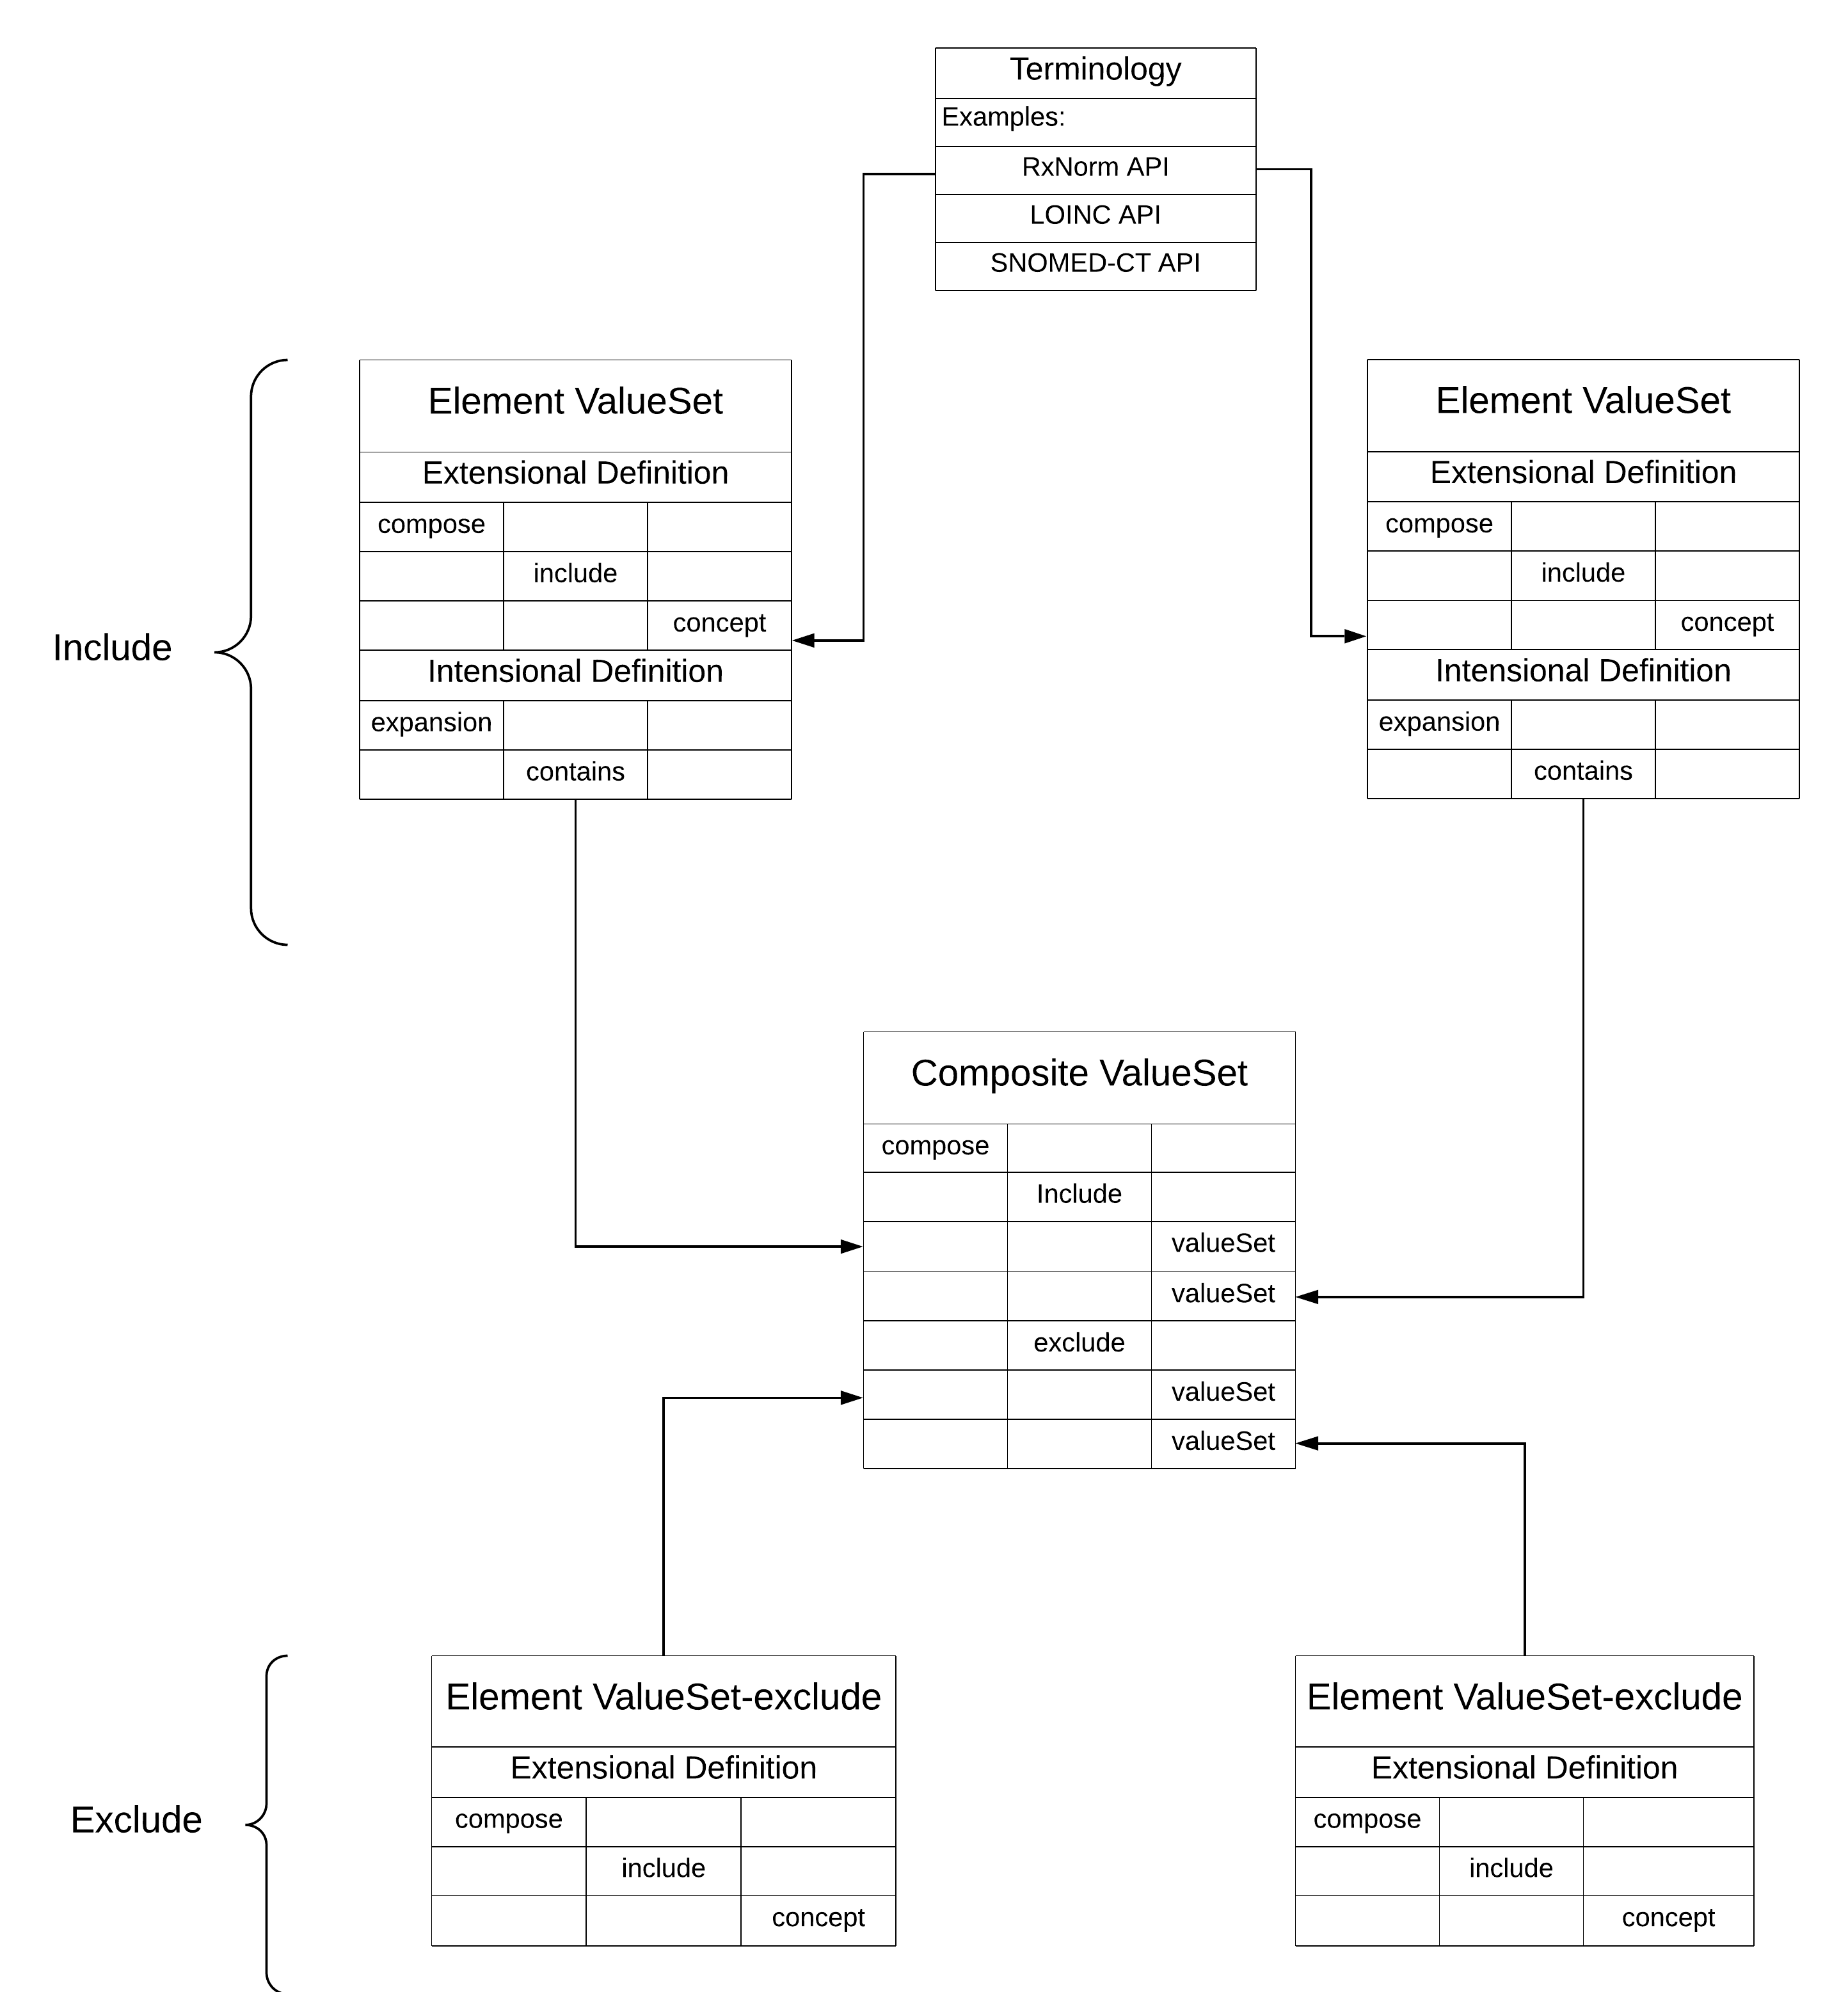 Terminology
Examples:
RxNorm API
LOINC API
SNOMED-CT API
Include
Element ValueSet
Extensional Definition
compose
include
concept
Intensional Definition
expansion
contains
Element ValueSet
Extensional Definition
compose
include
concept
Intensional Definition
expansion
contains
Composite ValueSet
compose
Include
valueSet
valueSet
exclude
valueSet
valueSet
Exclude
Element ValueSet-exclude
Extensional Definition
compose
include
concept
Element ValueSet-exclude
Extensional Definition
compose
include
concept